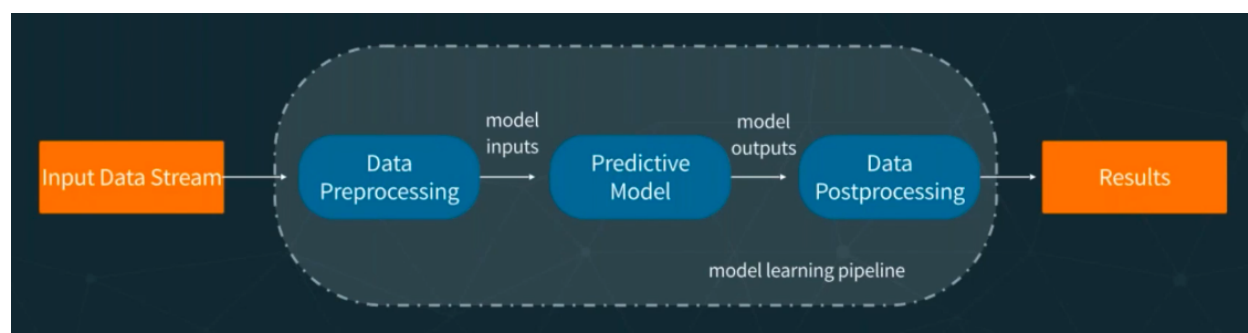 Input Data Stream
Data
Preprocessing
model
inputs
Predictive
Model
model
outputs
Data
Postprocessing
Results
model learning pipeline